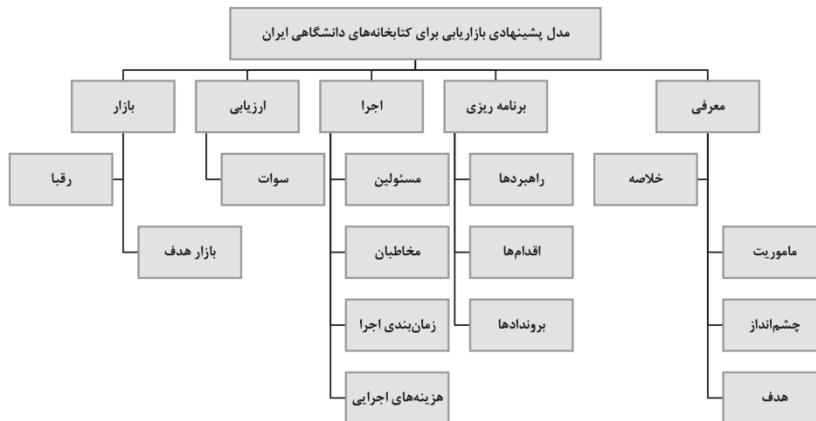 مدل پشینهادی بازاریابی برای کتابخانه‌های دانشگاهی ایران
معرفی
برنامه ریزی
اجرا
ارزیابی
بازار
خلاصه
راهبردها
مسئولین
سوات
رقبا
ماموریت
اقدام‌ها
مخاطبان
بازار هدف
چشم‌انداز
بروندادها
زمان‌بندی اجرا
هدف
هزینه‌های اجرایی